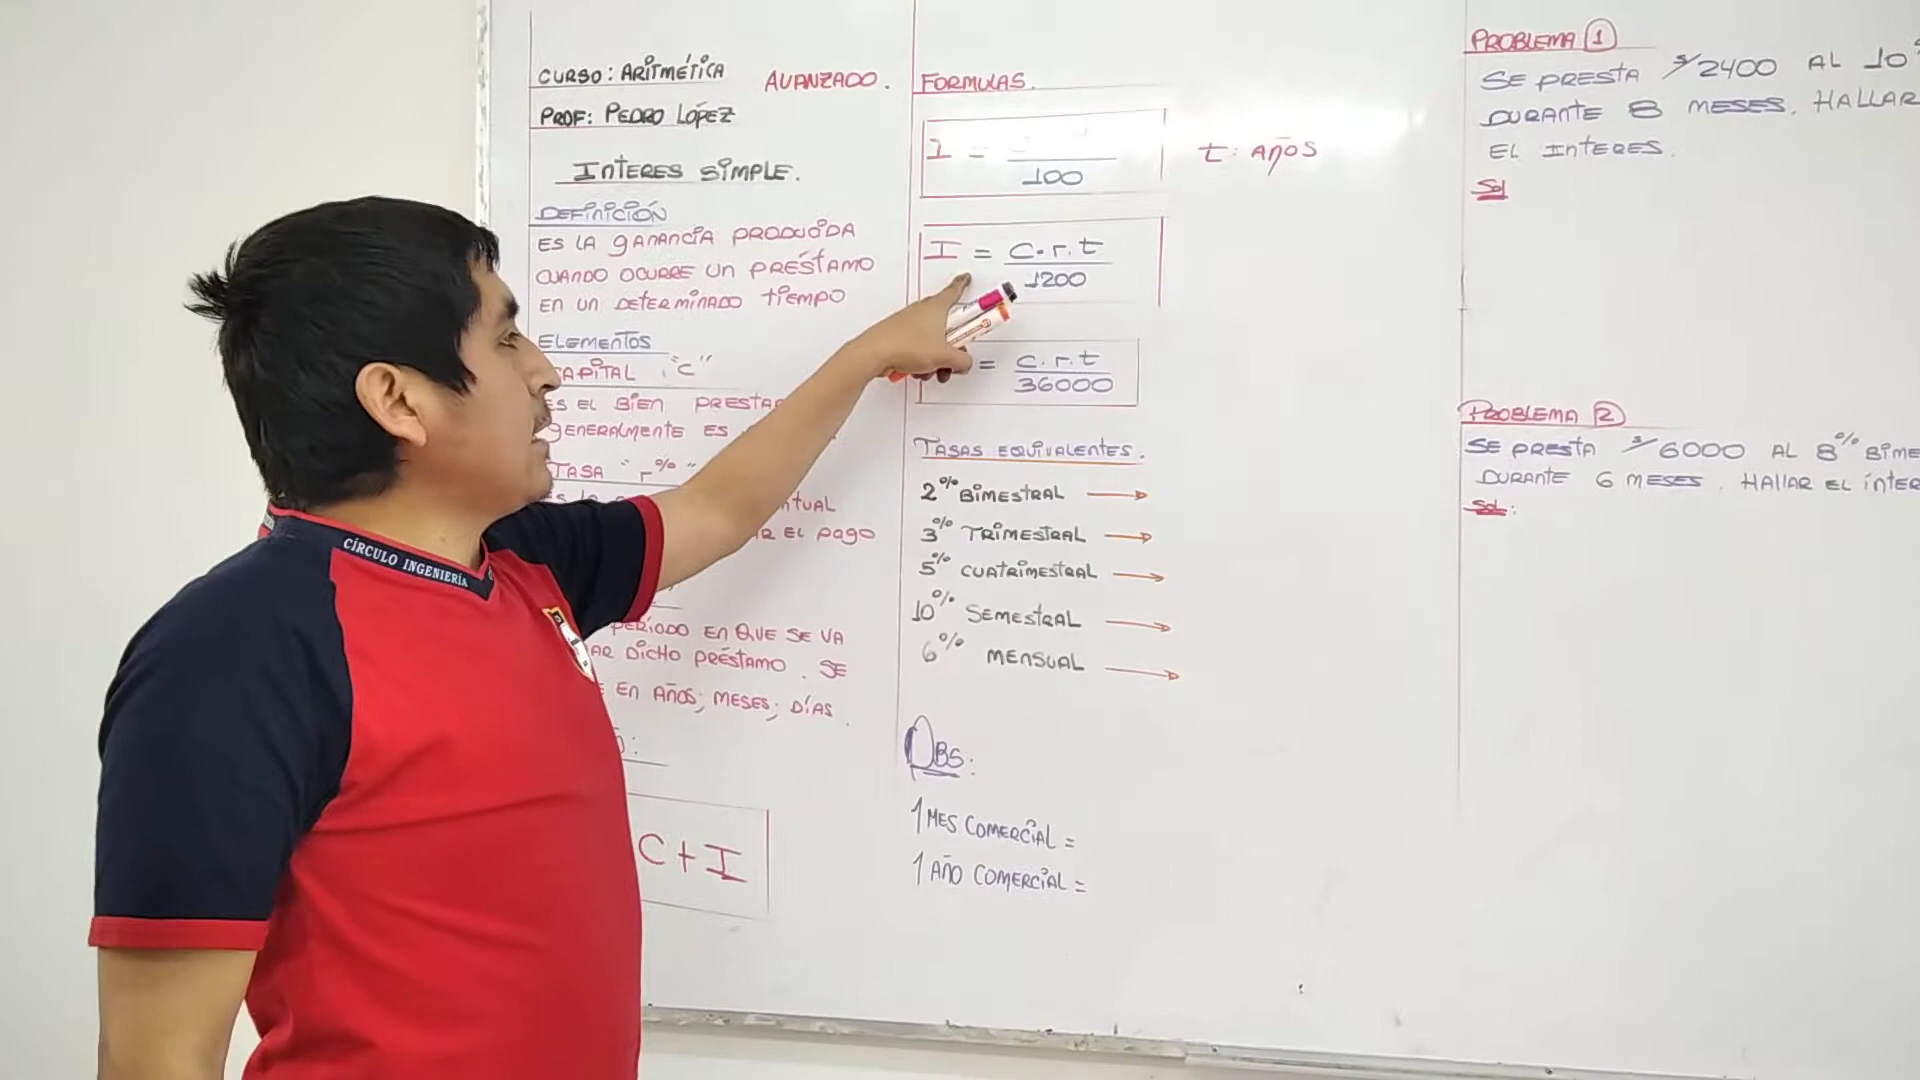 CURSO: ARITMÉTICA
AVANZADO.
PROF: PEDRO LÓPEZ
INTERES SIMPLE.
DEFINICIÓN
ES LA GANANCIA PRODUCIDA
CUANDO OCURRE UN PRÉSTAMO
EN UN DETERMINADO TIEMPO
ELEMENTOS
CAPITAL "C"
ES EL BIEN
GENERALMENTE ES
TASA "r%"
EL PAGO
PERÍODO EN QUE SE VA
DICHO PRÉSTAMO. SE
EN AÑOS; MESES; DÍAS.
C + I
FORMULAS.
I = 
100
t: AÑOS
I = C.r.t
1200
= C.r.t
36000
TASAS EQUIVALENTES.
2% BIMESTRAL →
3% TRIMESTRAL →
5% CUATRIMESTRAL →
10% SEMESTRAL →
6% MENSUAL →
OBS:
1 MES COMERCIAL =
1 AÑO COMERCIAL =
PROBLEMA 1
SE PRESTA S/2400 AL 10
DURANTE 8 MESES. HALLAR
EL INTERES.
Sol
PROBLEMA 2
SE PRESTA S/6000 AL 8% BIME
DURANTE 6 MESES. HALLAR EL INTER
Sol:
CÍRCULO INGENIERÍA